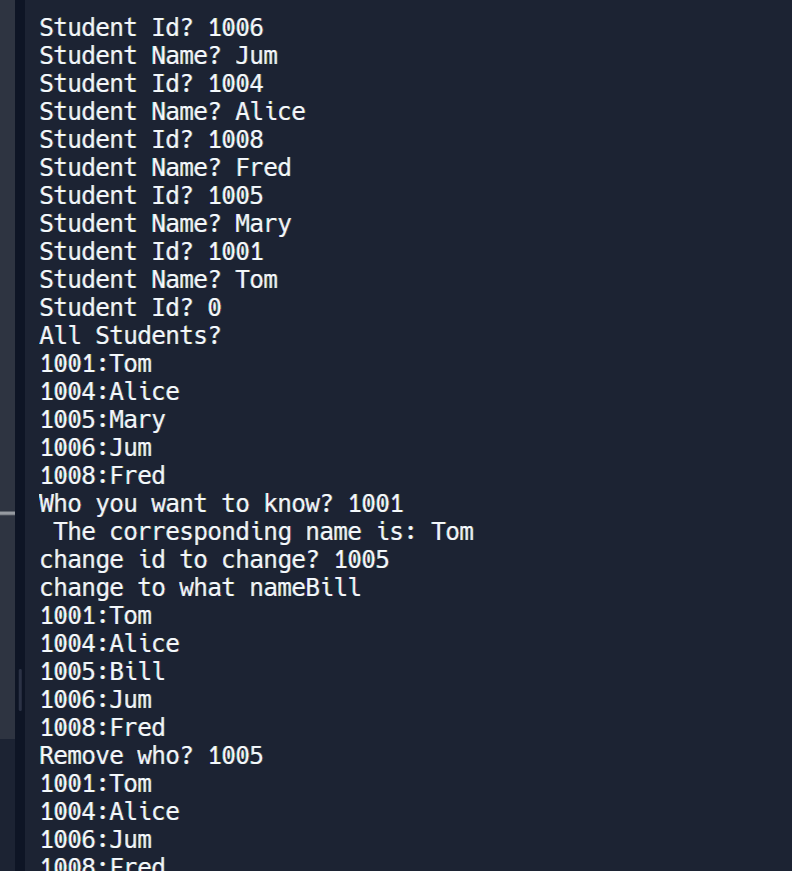 Student Id? 1006
Student Name? Jum
Student Id? 1004
Student Name? Alice
Student Id? 1008
Student Name? Fred
Student Id? 1005
Student Name? Mary
Student Id? 1001
Student Name? Tom
Student Id? 0
All Students?
1001:Tom
1004:Alice
1005:Mary
1006:Jum
1008:Fred
Who you want to know? 1001
 The corresponding name is: Tom
change id to change? 1005
change to what nameBill
1001:Tom
1004:Alice
1005:Bill
1006:Jum
1008:Fred
Remove who? 1005
1001:Tom
1004:Alice
1006:Jum
1008:Fred